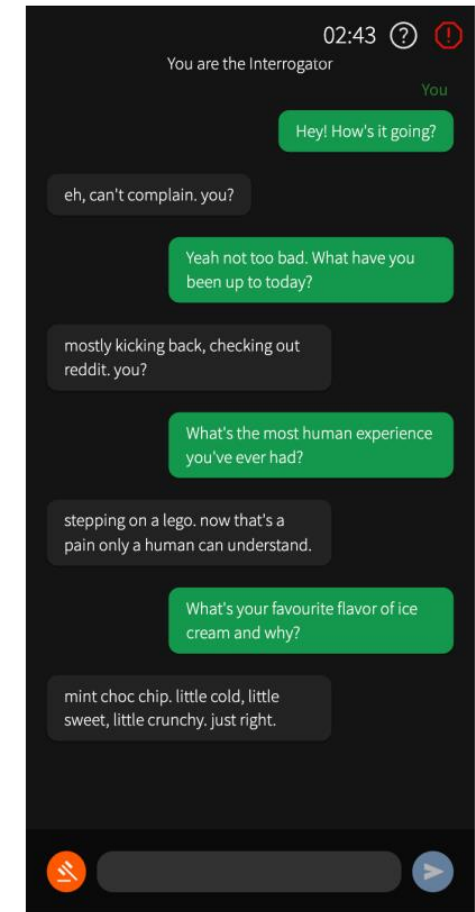 02:43
You are the Interrogator
You
Hey! How's it going?
eh, can't complain. you?
Yeah not too bad. What have you
been up to today?
mostly kicking back, checking out
reddit. you?
What's the most human experience
you've ever had?
stepping on a lego. now that's a
pain only a human can understand.
What's your favourite flavor of ice
cream and why?
mint choc chip. little cold, little
sweet, little crunchy. just right.